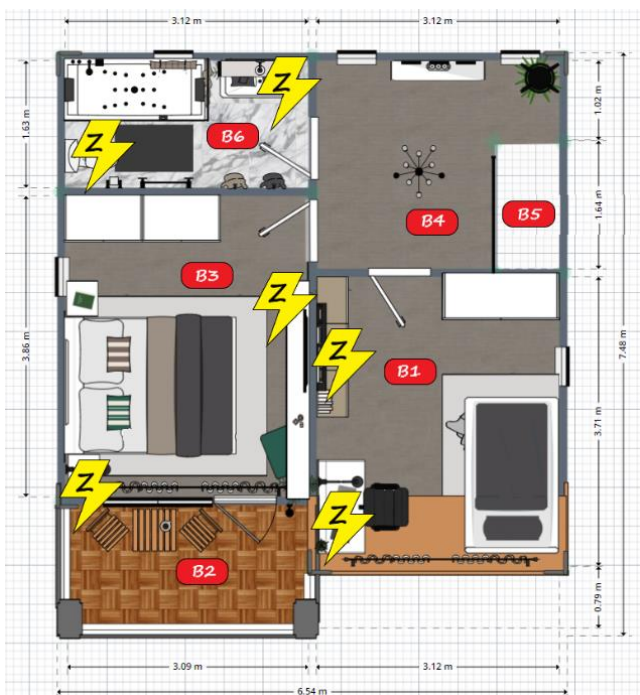 3.12 m
3.12 m
1.63 m
1.02 m
Z
Z
B6
B4
B5
1.64 m
B3
Z
Z
B1
3.86 m
7.48 m
3.71 m
Z
Z
B2
0.79 m
3.09 m
3.12 m
6.54 m